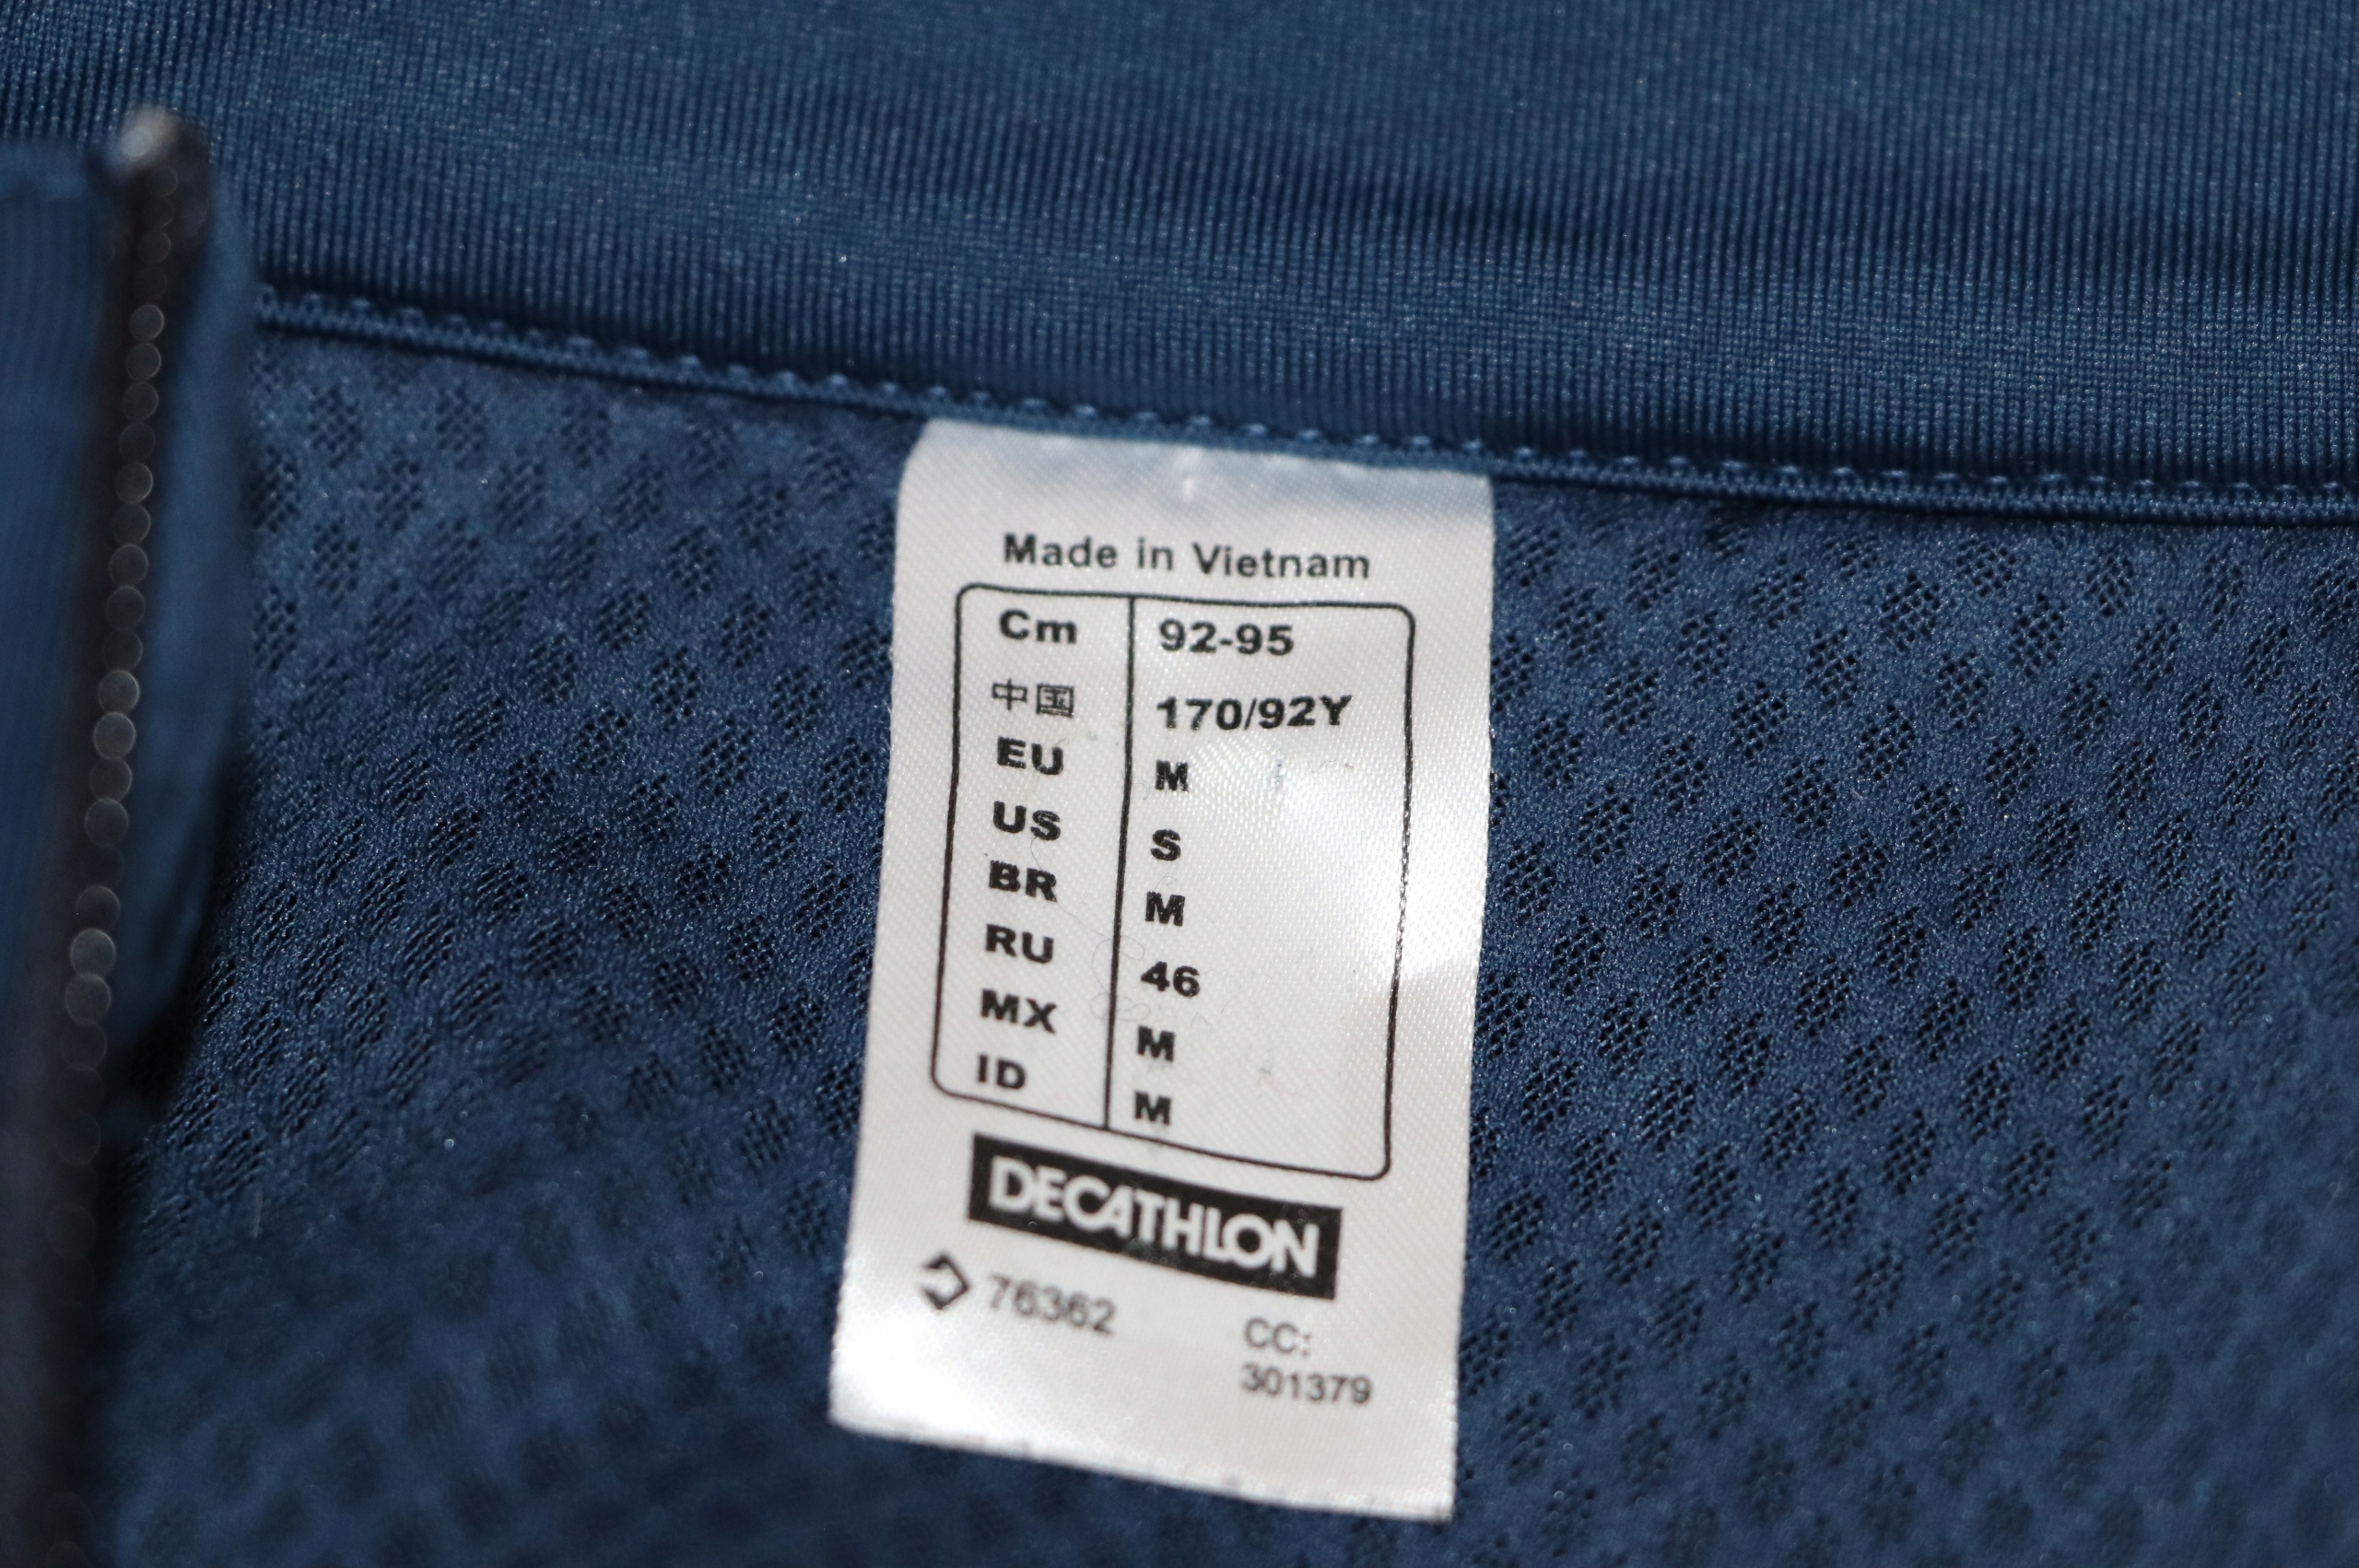 Made in Vietnam
Cm 92-95
中国 170/92Y
EU M
US S
BR M
RU 46
MX M
ID M
DECATHLON
76362 CC:
301379